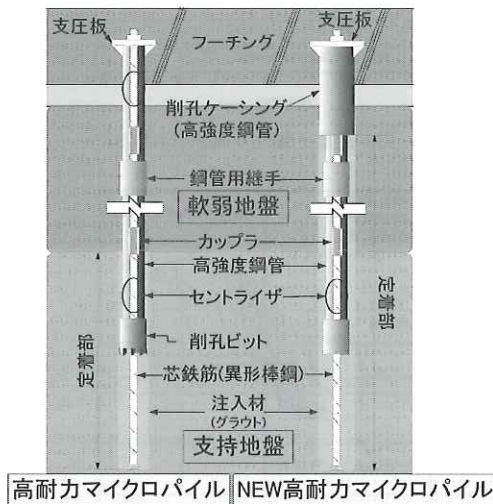 支圧板
支圧板
フーチング
削孔ケーシング
(高強度鋼管)
鋼管用継手
軟弱地盤
カップラ
高強度鋼管
セントライザ
定着部
定着部
削孔ビット
芯鉄筋(異形棒鋼)
注入材
(グラウト)
支持地盤
高耐力マイクロパイル
NEW高耐力マイクロパイル